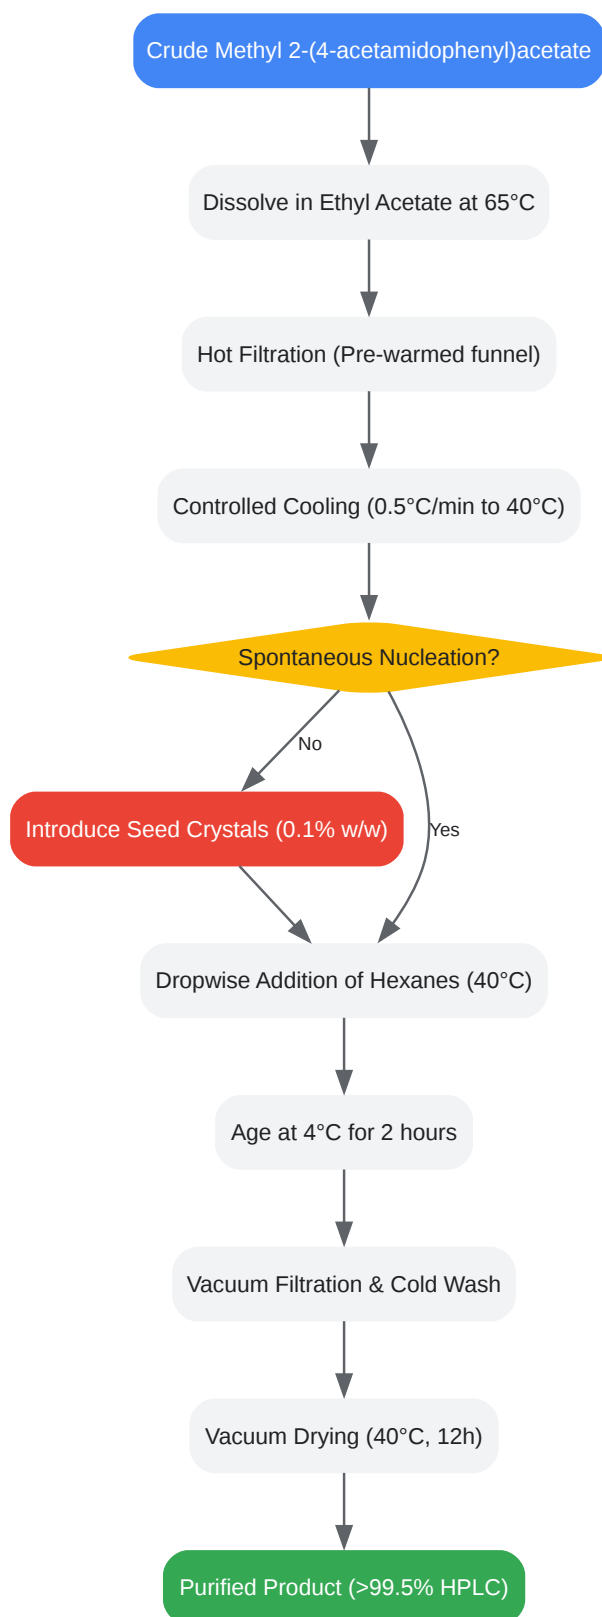 Crude Methyl 2-(4-acetamidophenyl)acetate
Dissolve in Ethyl Acetate at 65°C
Hot Filtration (Pre-warmed funnel)
Controlled Cooling (0.5°C/min to 40°C)
Spontaneous Nucleation?
No
Introduce Seed Crystals (0.1% w/w)
Yes
Dropwise Addition of Hexanes (40°C)
Age at 4°C for 2 hours
Vacuum Filtration & Cold Wash
Vacuum Drying (40°C, 12h)
Purified Product (>99.5% HPLC)